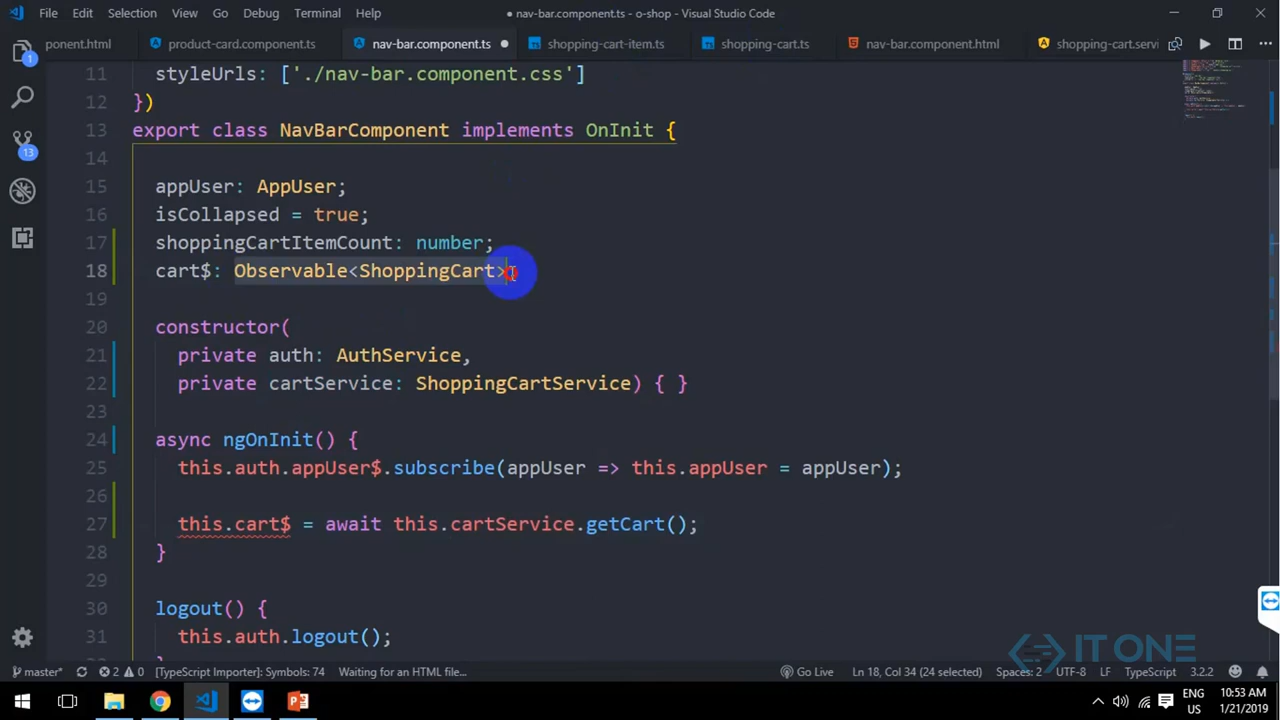 File Edit Selection View Go Debug Terminal Help
● nav-bar.component.ts - o-shop - Visual Studio Code
ponent.html product-card.component.ts nav-bar.component.ts shopping-cart-item.ts shopping-cart.ts nav-bar.component.html shopping-cart.servi
1
13
11 styleUrls: ['./nav-bar.component.css']
12 })
13 export class NavBarComponent implements OnInit {
14
15 appUser: AppUser;
16 isCollapsed = true;
17 shoppingCartItemCount: number;
18 cart$: Observable<ShoppingCart>;
19
20 constructor(
21 private auth: AuthService,
22 private cartService: ShoppingCartService) { }
23
24 async ngOnInit() {
25 this.auth.appUser$.subscribe(appUser => this.appUser = appUser);
26
27 this.cart$ = await this.cartService.getCart();
28 }
29
30 logout() {
31 this.auth.logout();
IT ONE
master* 2 0 [TypeScript Importer]: Symbols: 74 Waiting for an HTML file... Go Live Ln 18, Col 34 (24 selected) Spaces: 2 UTF-8 LF TypeScript 3.2.2
ENG US
10:53 AM
1/21/2019